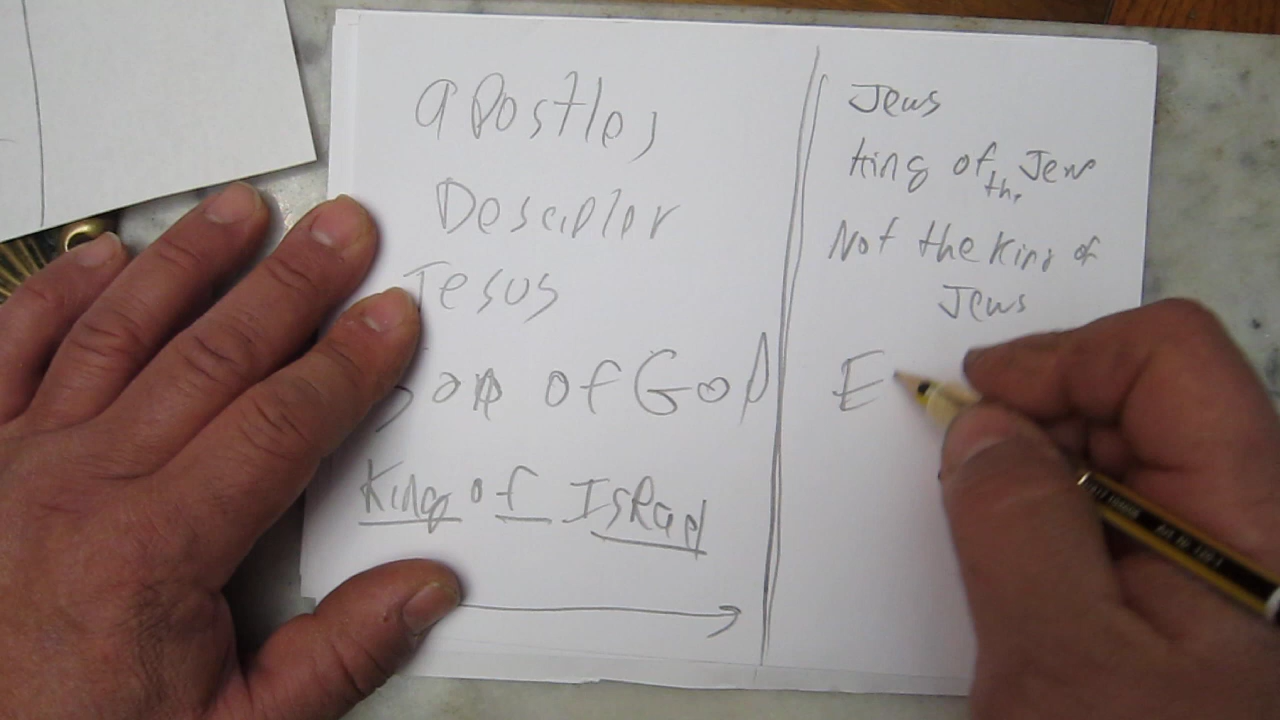 apostles
Desciples
Jesus
Son of God
King of Israel
Jews
King of the Jews
Not the King of
Jews
E